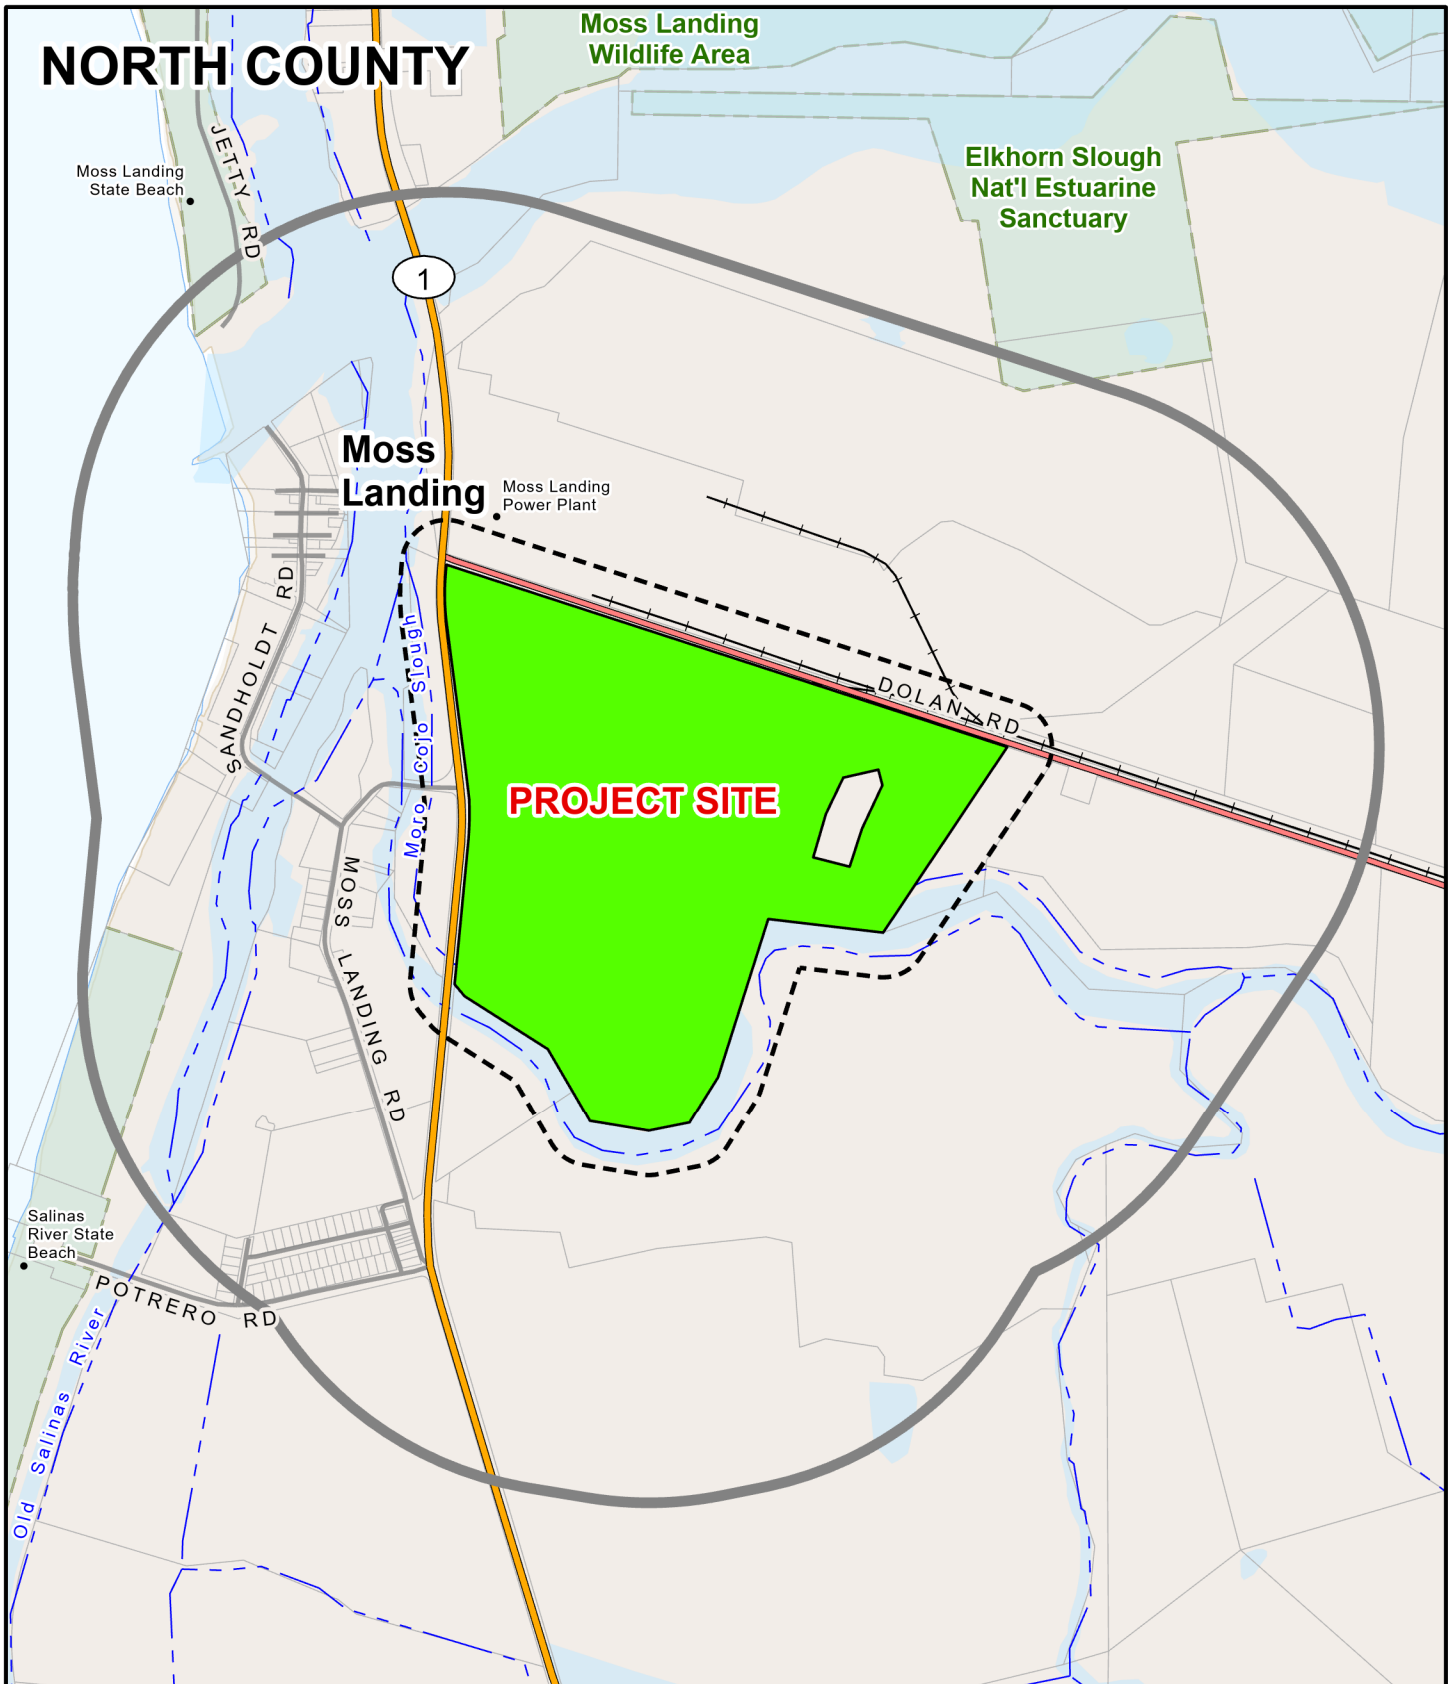 NORTH COUNTY
Moss Landing
Wildlife Area
Elkhorn Slough
Nat'l Estuarine
Sanctuary
JETTY RD
Moss Landing
State Beach
1
Moss
Landing
Moss Landing
Power Plant
SANDHOLDT RD
Moro Cojo Slough
DOLAN RD
PROJECT SITE
MOSS LANDING RD
Salinas
River State
Beach
POTRERO RD
Old Salinas River